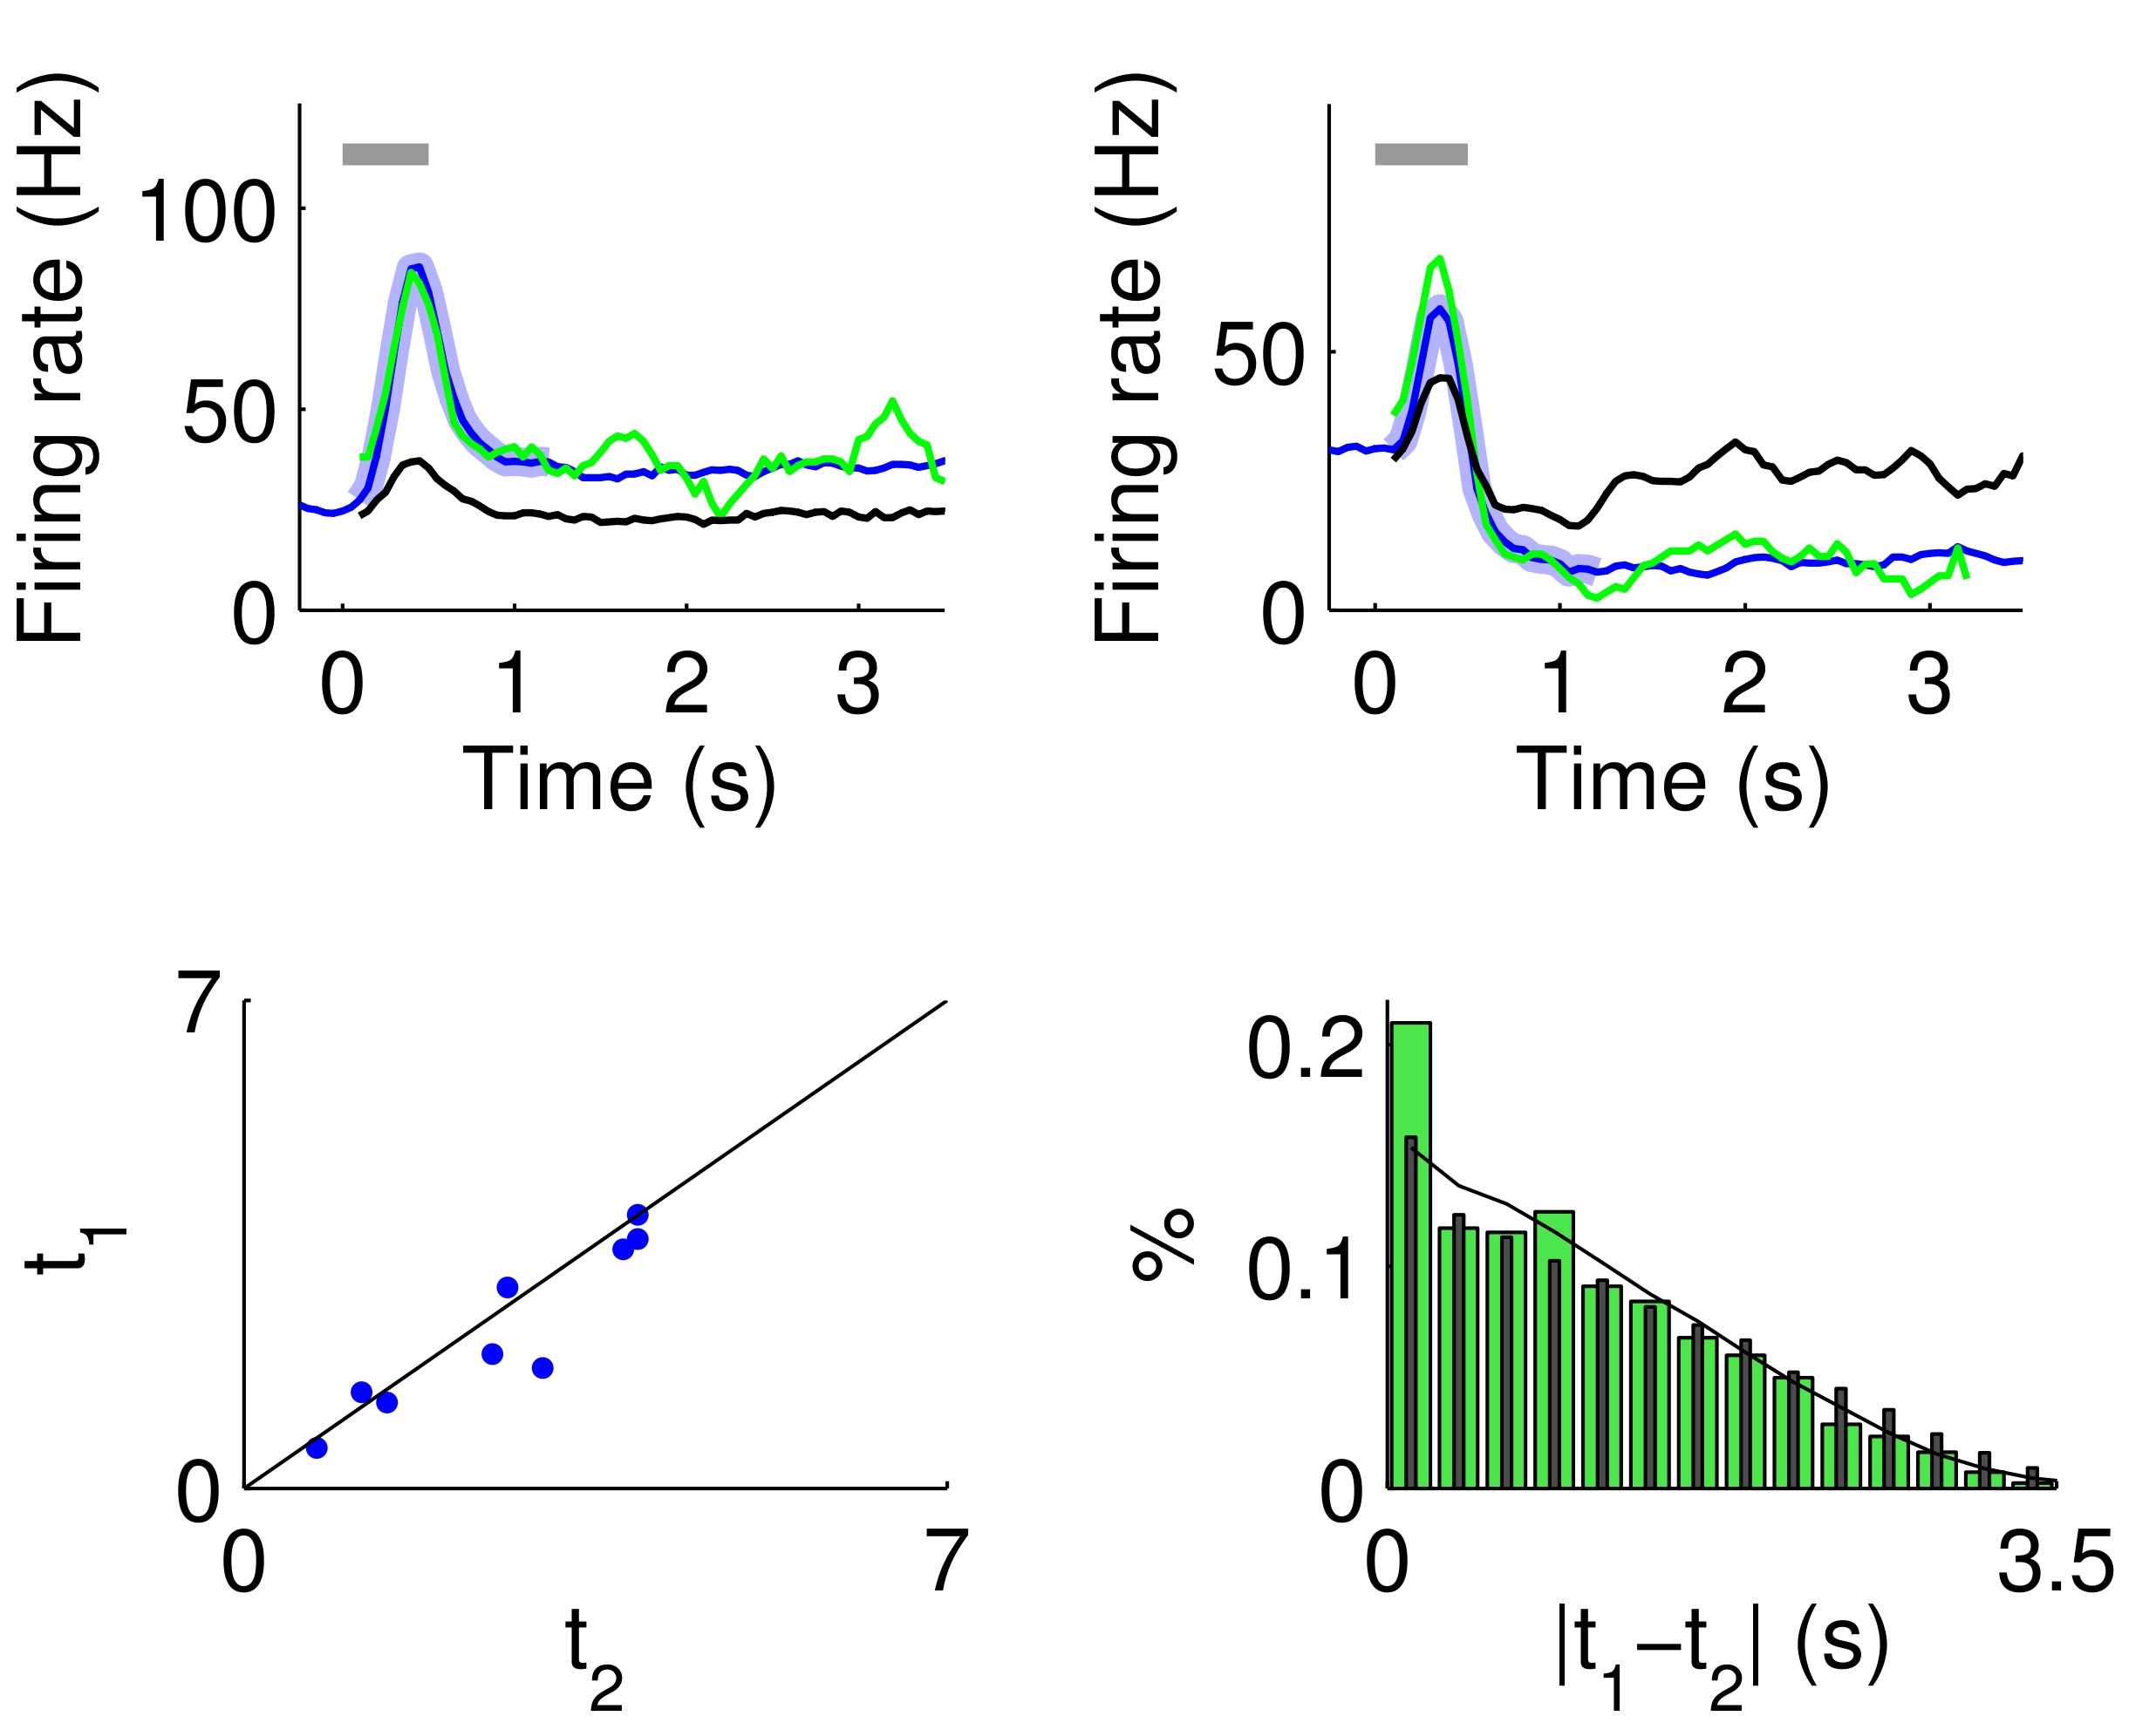 Firing rate (Hz)
100
50
0
0 1 2 3
Time (s)
Firing rate (Hz)
50
0
0 1 2 3
Time (s)
t1
7
0
0 7
t2
%
0.2
0.1
0
0 3.5
|t1−t2| (s)